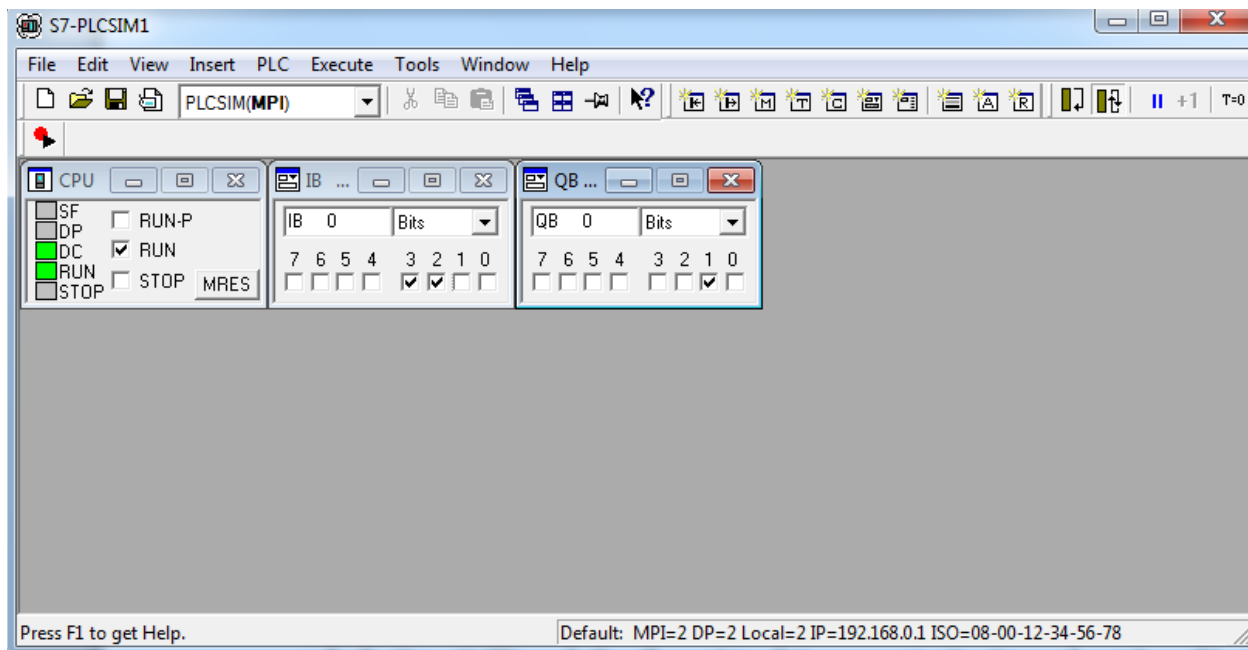 S7-PLCSIM1
File Edit View Insert PLC Execute Tools Window Help
PLCSIM(MPI) +1 T=0
CPU
SF
DP
DC
RUN
STOP
RUN-P
RUN
STOP
MRES
IB ...
IB 0 Bits
7 6 5 4 3 2 1 0
QB ...
QB 0 Bits
7 6 5 4 3 2 1 0
Press F1 to get Help.
Default: MPI=2 DP=2 Local=2 IP=192.168.0.1 ISO=08-00-12-34-56-78